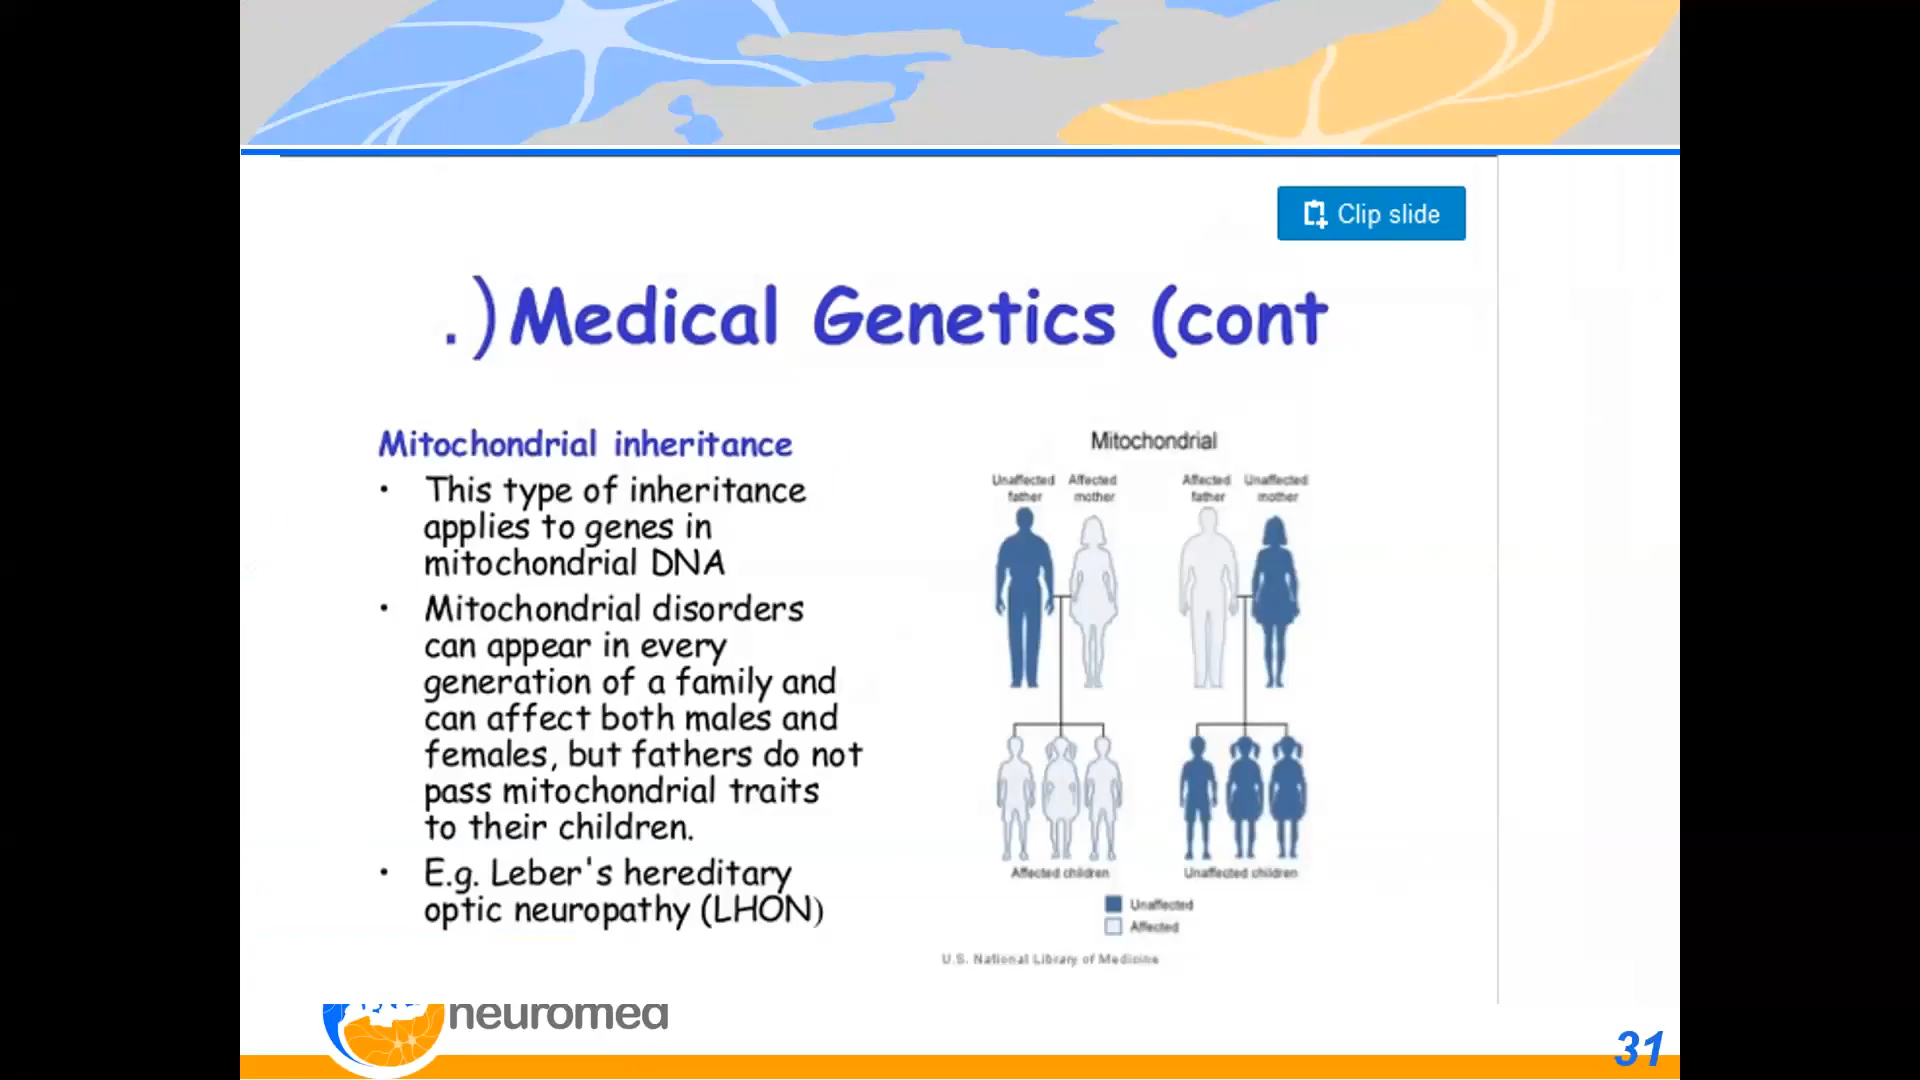 Clip slide
.)Medical Genetics (cont
Mitochondrial inheritance
• This type of inheritance
applies to genes in
mitochondrial DNA
• Mitochondrial disorders
can appear in every
generation of a family and
can affect both males and
females, but fathers do not
pass mitochondrial traits
to their children.
• E.g. Leber's hereditary
optic neuropathy (LHON)
Mitochondrial
Unaffected father
Affected mother
Affected father
Unaffected mother
Affected children
Unaffected children
Unaffected
Affected
U.S. National Library of Medicine
neuromed
31